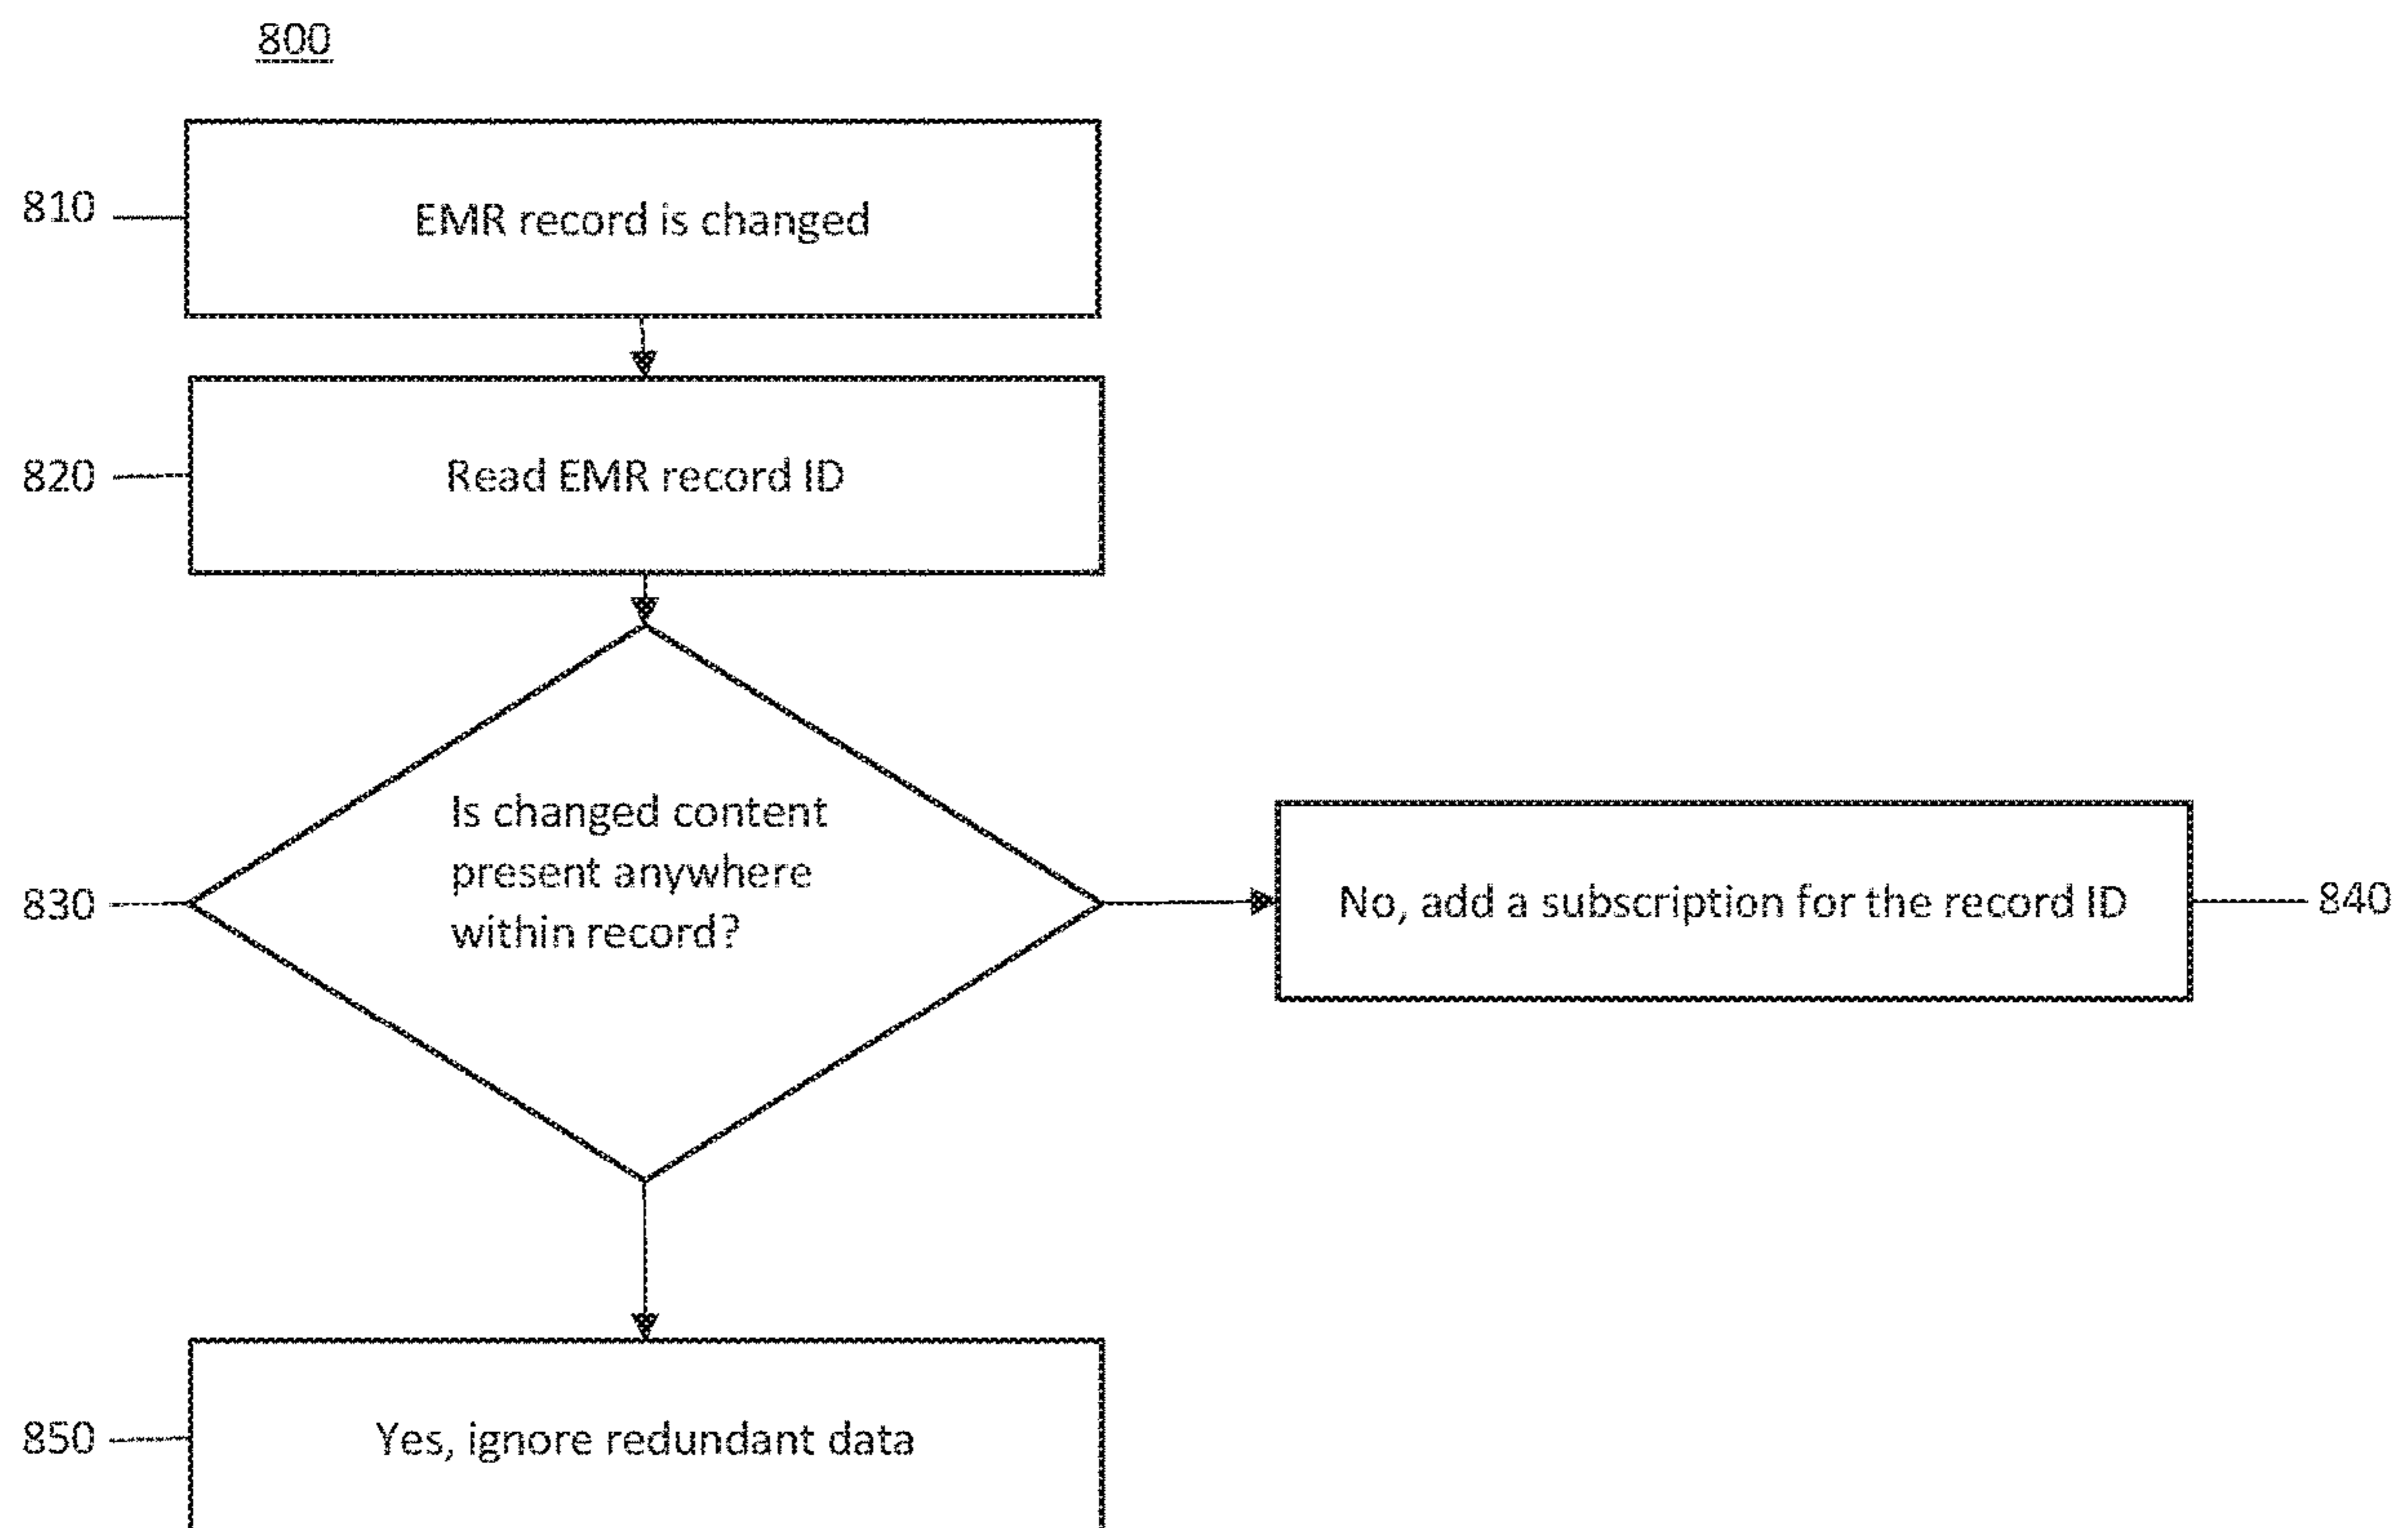 800
810
EMR record is changed
820
Read EMR record ID
830
Is changed content
present anywhere
within record?
No, add a subscription for the record ID
840
850
Yes, ignore redundant data